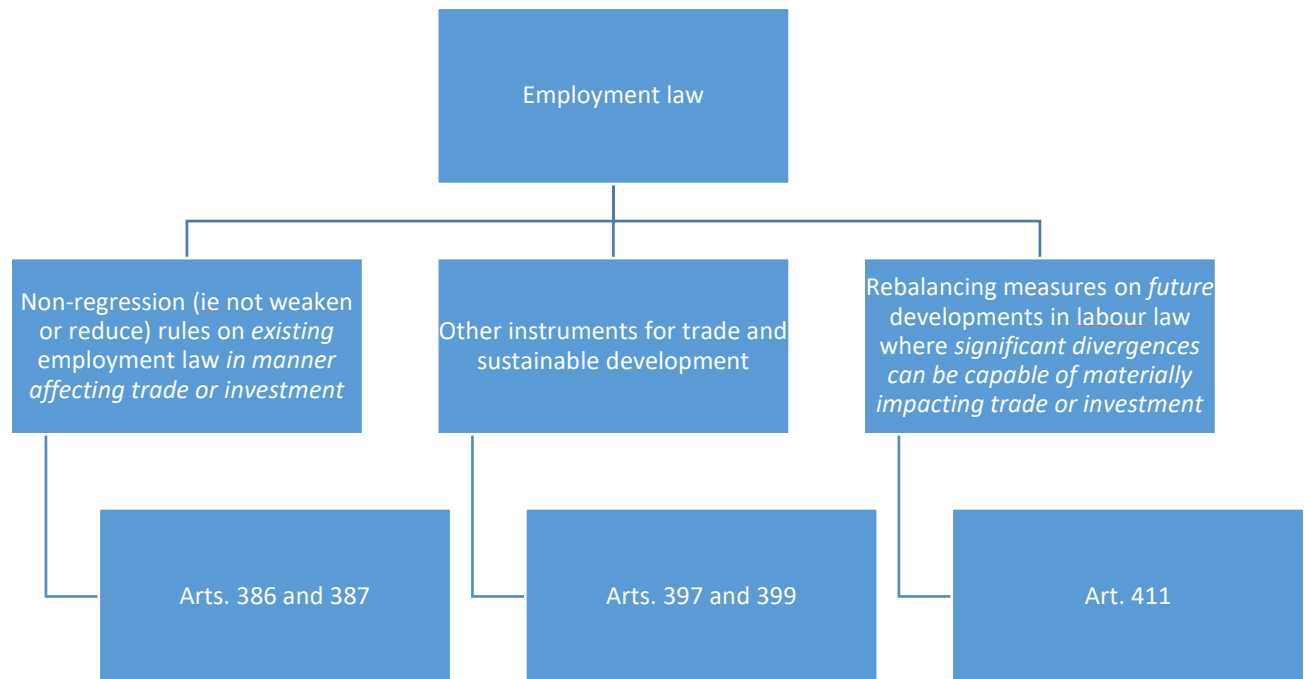 Employment law
Non-regression (ie not weaken
or reduce) rules on existing
employment law in manner
affecting trade or investment
Other instruments for trade and
sustainable development
Rebalancing measures on future
developments in labour law
where significant divergences
can be capable of materially
impacting trade or investment
Arts. 386 and 387
Arts. 397 and 399
Art. 411